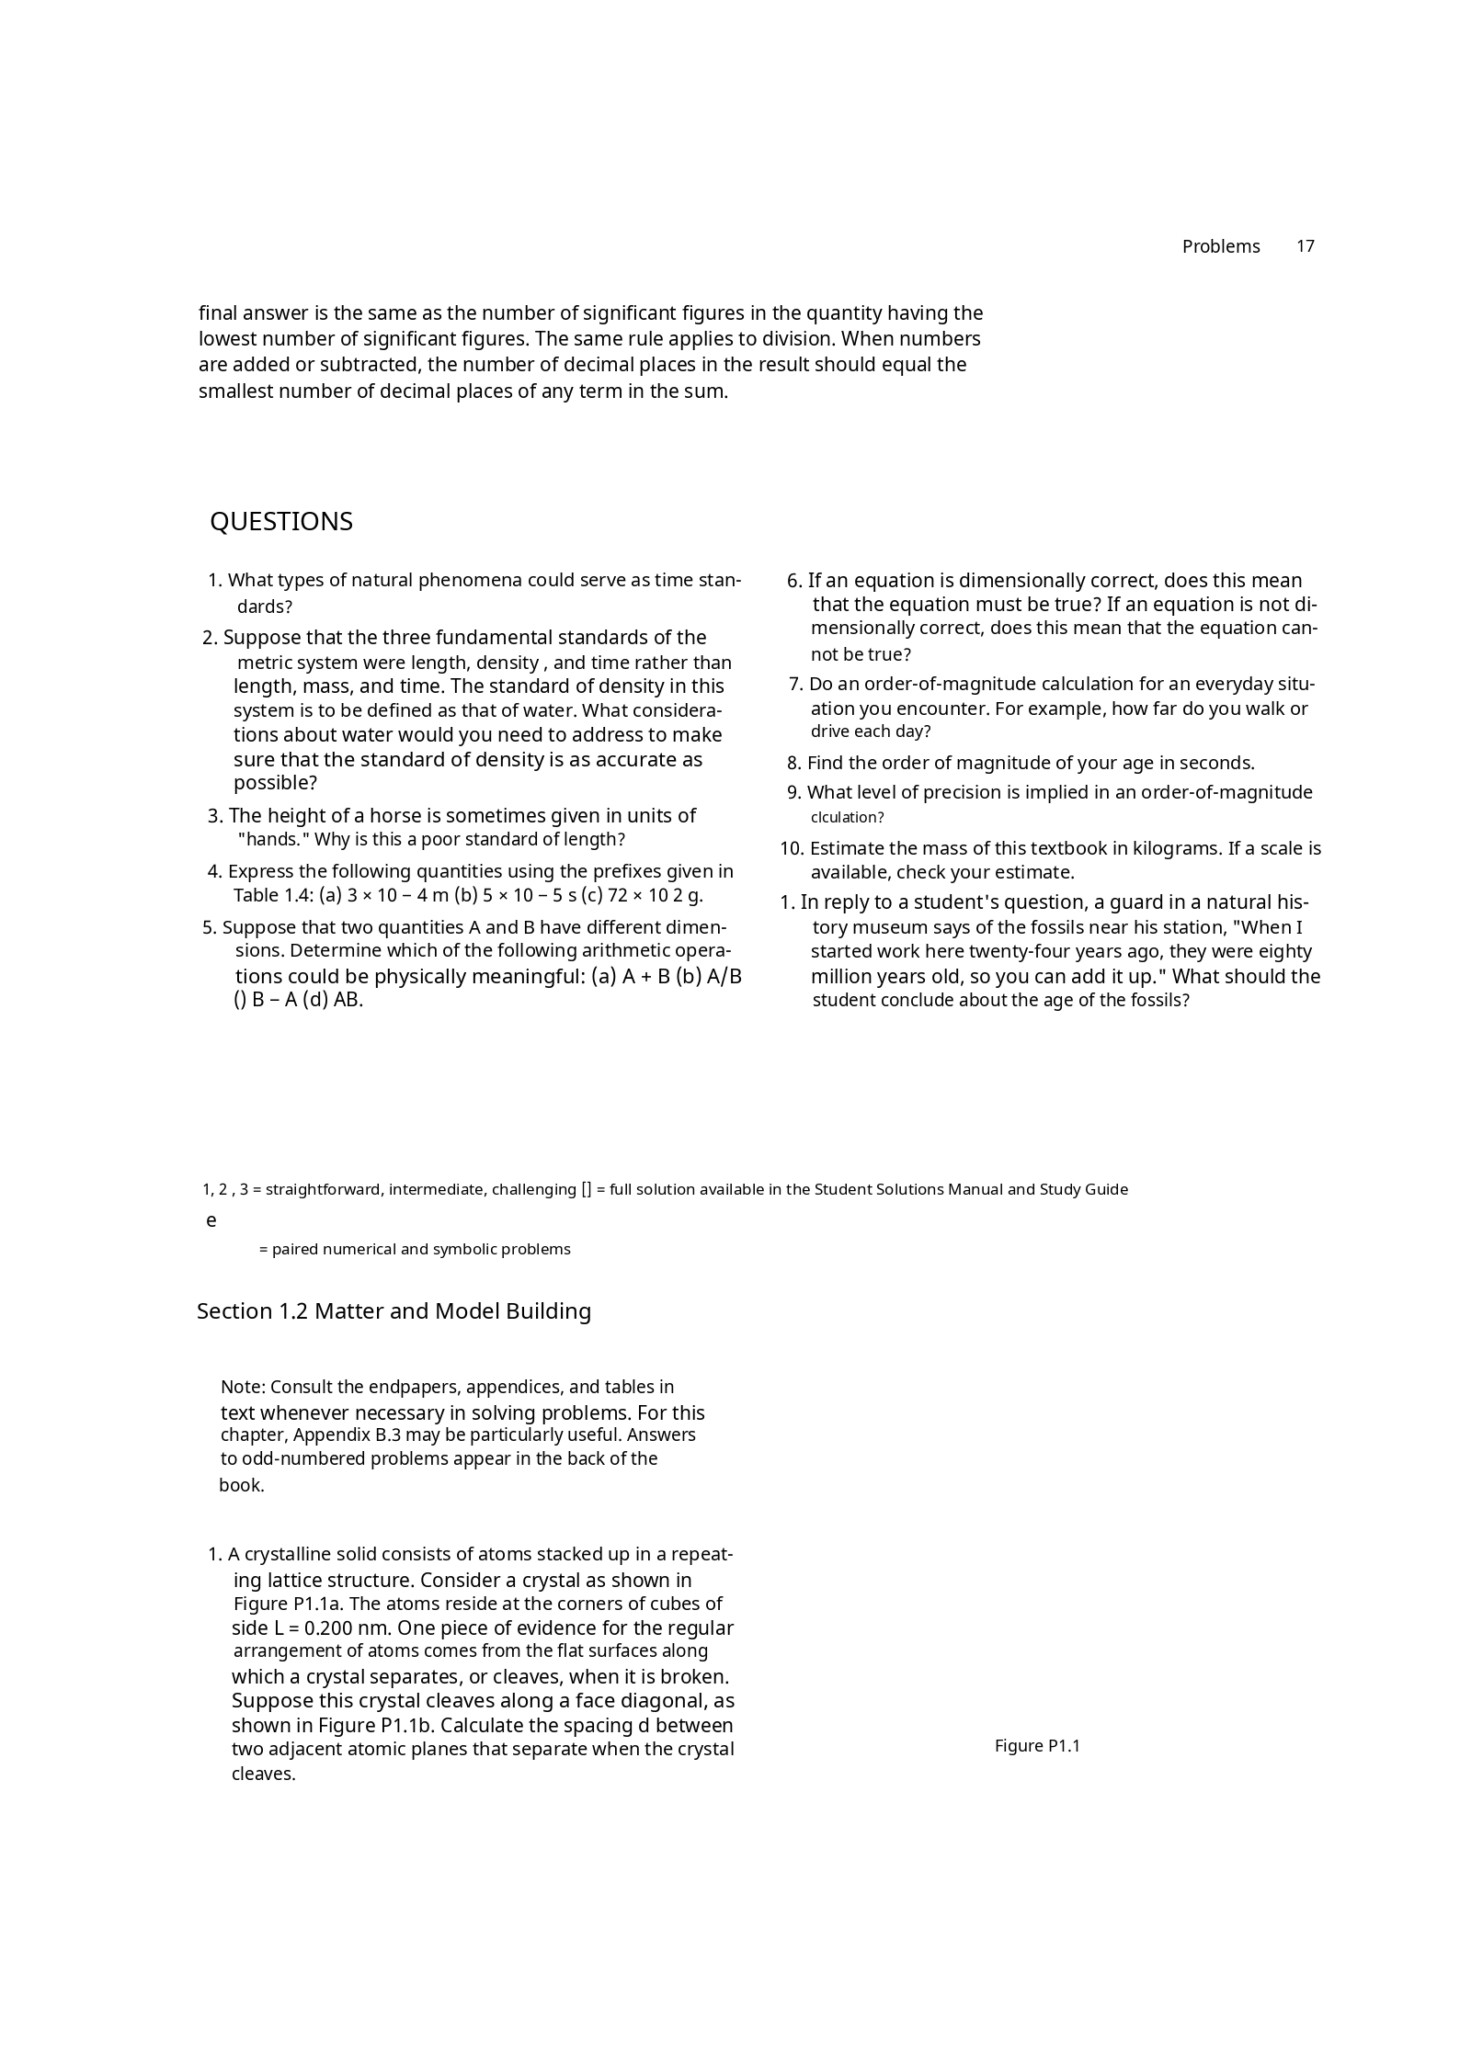 Problems 17
final answer is the same as the number of significant figures in the quantity having the
lowest number of significant figures. The same rule applies to division. When numbers
are added or subtracted, the number of decimal places in the result should equal the
smallest number of decimal places of any term in the sum.
QUESTIONS
1. What types of natural phenomena could serve as time stan-
dards?
2. Suppose that the three fundamental standards of the
metric system were length, density , and time rather than
length, mass, and time. The standard of density in this
system is to be defined as that of water. What considera-
tions about water would you need to address to make
sure that the standard of density is as accurate as
possible?
3. The height of a horse is sometimes given in units of
"hands." Why is this a poor standard of length?
4. Express the following quantities using the prefixes given in
Table 1.4: (a) 3 × 10 − 4 m (b) 5 × 10 − 5 s (c) 72 × 10 2 g.
5. Suppose that two quantities A and B have different dimen-
sions. Determine which of the following arithmetic opera-
tions could be physically meaningful: (a) A + B (b) A/B
() B − A (d) AB.
6. If an equation is dimensionally correct, does this mean
that the equation must be true? If an equation is not di-
mensionally correct, does this mean that the equation can-
not be true?
7. Do an order-of-magnitude calculation for an everyday situ-
ation you encounter. For example, how far do you walk or
drive each day?
8. Find the order of magnitude of your age in seconds.
9. What level of precision is implied in an order-of-magnitude
clculation?
10. Estimate the mass of this textbook in kilograms. If a scale is
available, check your estimate.
1. In reply to a student's question, a guard in a natural his-
tory museum says of the fossils near his station, "When I
started work here twenty-four years ago, they were eighty
million years old, so you can add it up." What should the
student conclude about the age of the fossils?
1, 2 , 3 = straightforward, intermediate, challenging [] = full solution available in the Student Solutions Manual and Study Guide
e
= paired numerical and symbolic problems
Section 1.2 Matter and Model Building
Note: Consult the endpapers, appendices, and tables in
text whenever necessary in solving problems. For this
chapter, Appendix B.3 may be particularly useful. Answers
to odd-numbered problems appear in the back of the
book.
1. A crystalline solid consists of atoms stacked up in a repeat-
ing lattice structure. Consider a crystal as shown in
Figure P1.1a. The atoms reside at the corners of cubes of
side L = 0.200 nm. One piece of evidence for the regular
arrangement of atoms comes from the flat surfaces along
which a crystal separates, or cleaves, when it is broken.
Suppose this crystal cleaves along a face diagonal, as
shown in Figure P1.1b. Calculate the spacing d between
two adjacent atomic planes that separate when the crystal
cleaves.
Figure P1.1